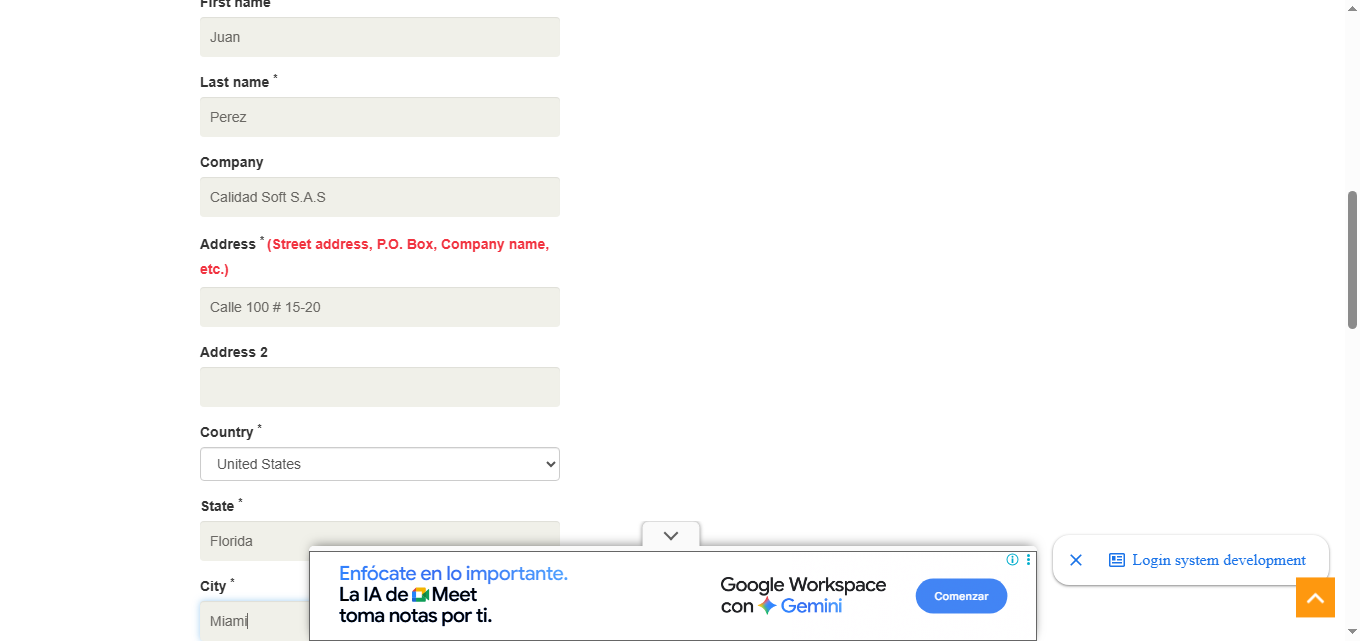 First name
Juan
Last name *
Perez
Company
Calidad Soft S.A.S
Address * (Street address, P.O. Box, Company name,
etc.)
Calle 100 # 15-20
Address 2
Country *
United States
State *
Florida
City *
Miami
Enfócate en lo importante.
La IA de Meet
toma notas por ti.
Google Workspace
con Gemini
Comenzar
Login system development